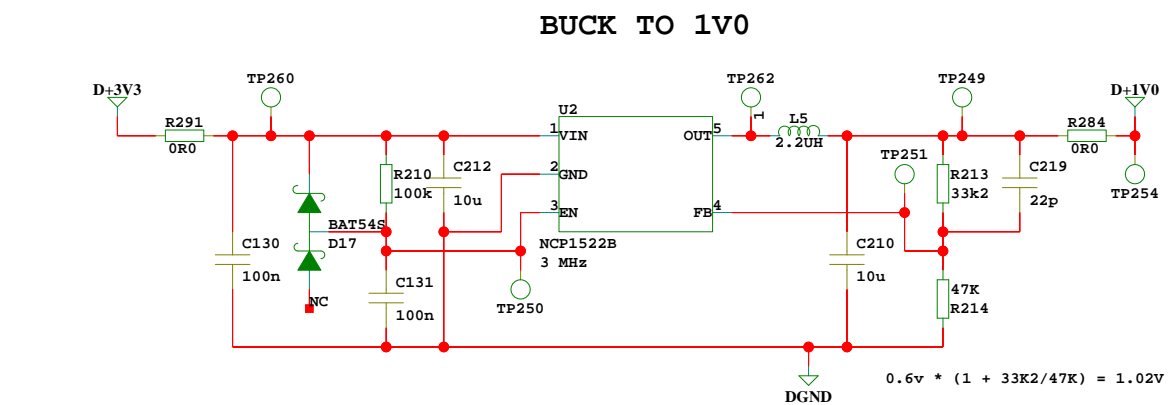 BUCK TO 1V0
D+3V3
TP260
TP262
TP249
D+1V0
R291
0R0
U2
1
VIN
OUT
5
1
L5
2.2UH
R284
0R0
TP251
2
GND
R210
100k
C212
10u
R213
33k2
C219
22p
TP254
3
EN
FB
4
BAT54S
D17
NCP1522B
3 MHz
C130
100n
C210
10u
NC
C131
100n
TP250
47K
R214
0.6v * (1 + 33K2/47K) = 1.02V
DGND